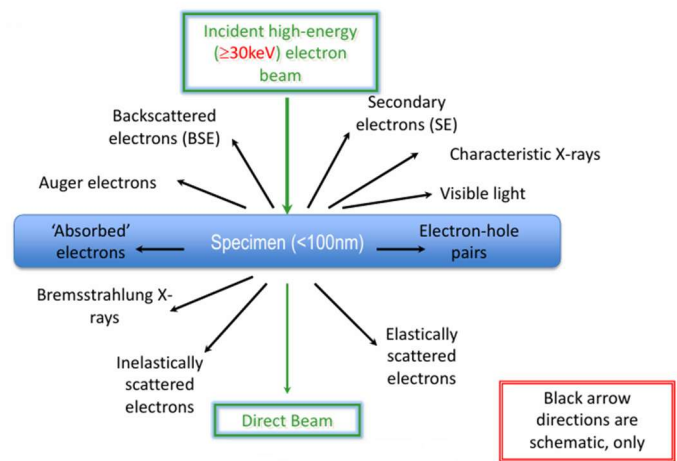 Incident high-energy
(≥30keV) electron
beam
Backscattered
electrons (BSE)
Secondary
electrons (SE)
Characteristic X-rays
Auger electrons
Visible light
‘Absorbed’
electrons
Specimen (<100nm)
Electron-hole
pairs
Bremsstrahlung X-
rays
Inelastically
scattered
electrons
Elastically
scattered
electrons
Direct Beam
Black arrow
directions are
schematic, only